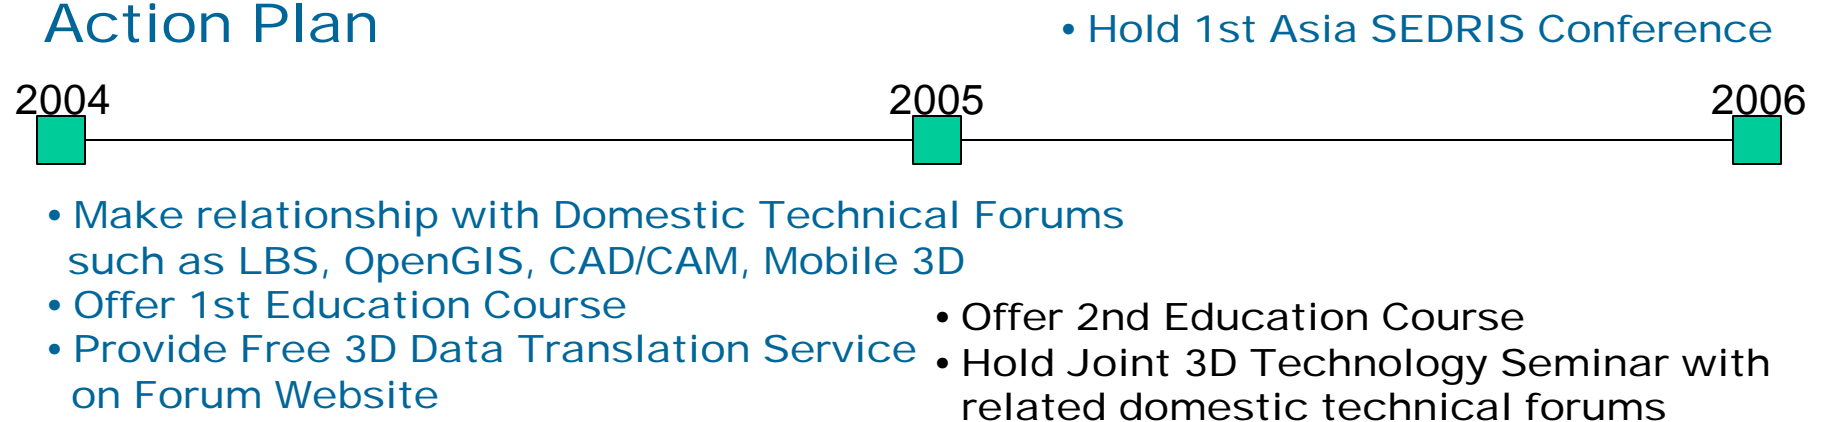 Action Plan
• Hold 1st Asia SEDRIS Conference
2004
2005
2006
• Make relationship with Domestic Technical Forums
such as LBS, OpenGIS, CAD/CAM, Mobile 3D
• Offer 1st Education Course
• Provide Free 3D Data Translation Service
on Forum Website
• Offer 2nd Education Course
• Hold Joint 3D Technology Seminar with
related domestic technical forums